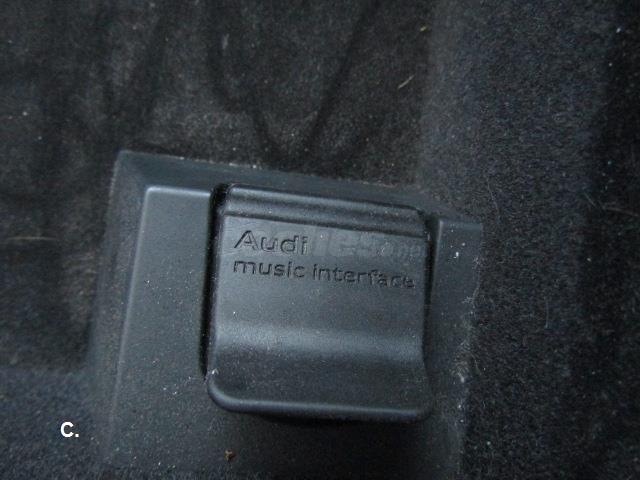 Audi
music interface
C.